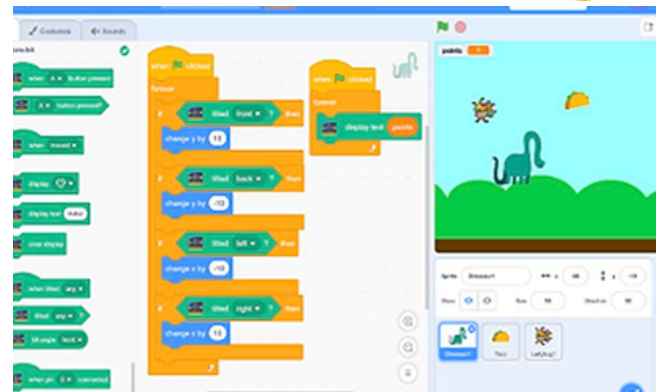 Costumes
Sounds
when A button pressed
A button pressed?
when moved
display
display text
clear display
when tilted any
tilted any ?
tilt angle front
when pin 0 connected
when clicked
forever
if tilted front ? then
change y by 10
if tilted back ? then
change y by -10
if tilted left ? then
change x by -10
if tilted right ? then
change x by 10
when clicked
forever
display text points
points
Sprite
Dinosaur1
x
y
Show
Size
Direction
Dinosaur1
Taco
Ladybug1